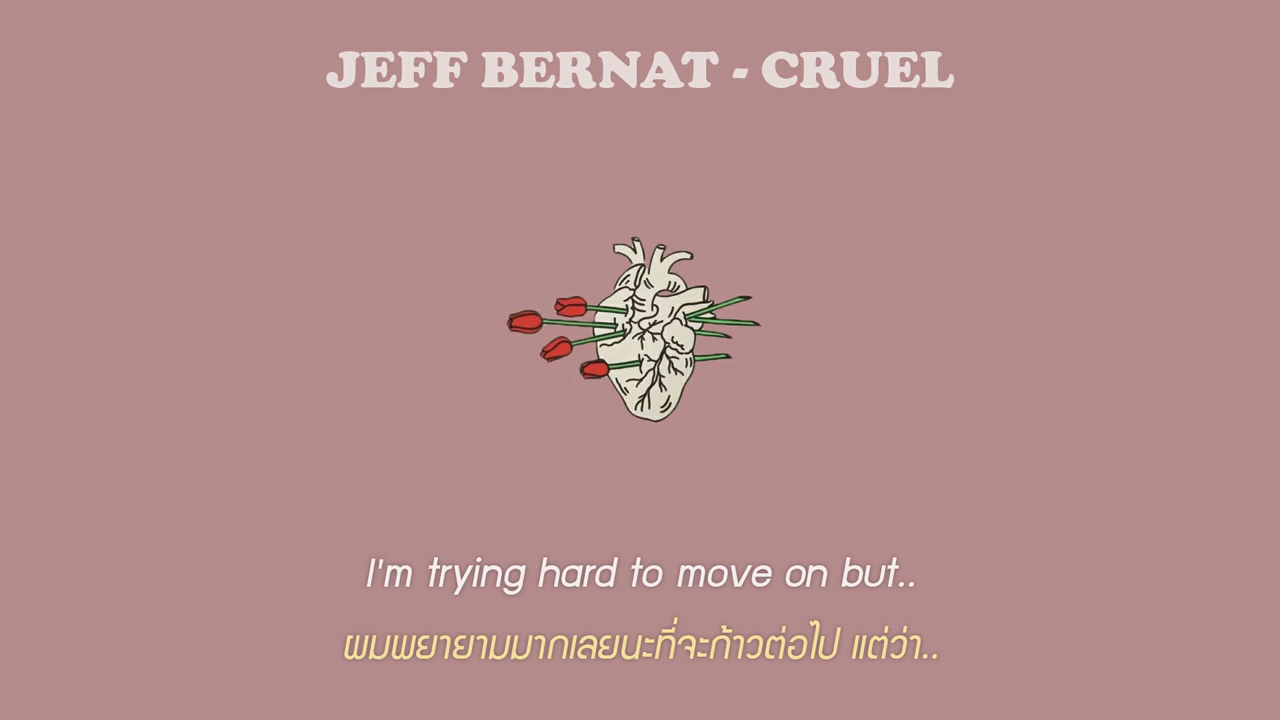 JEFF BERNAT - CRUEL
I'm trying hard to move on but..
ผมพยายามมากเลยนะที่จะก้าวต่อไป แต่ว่า..